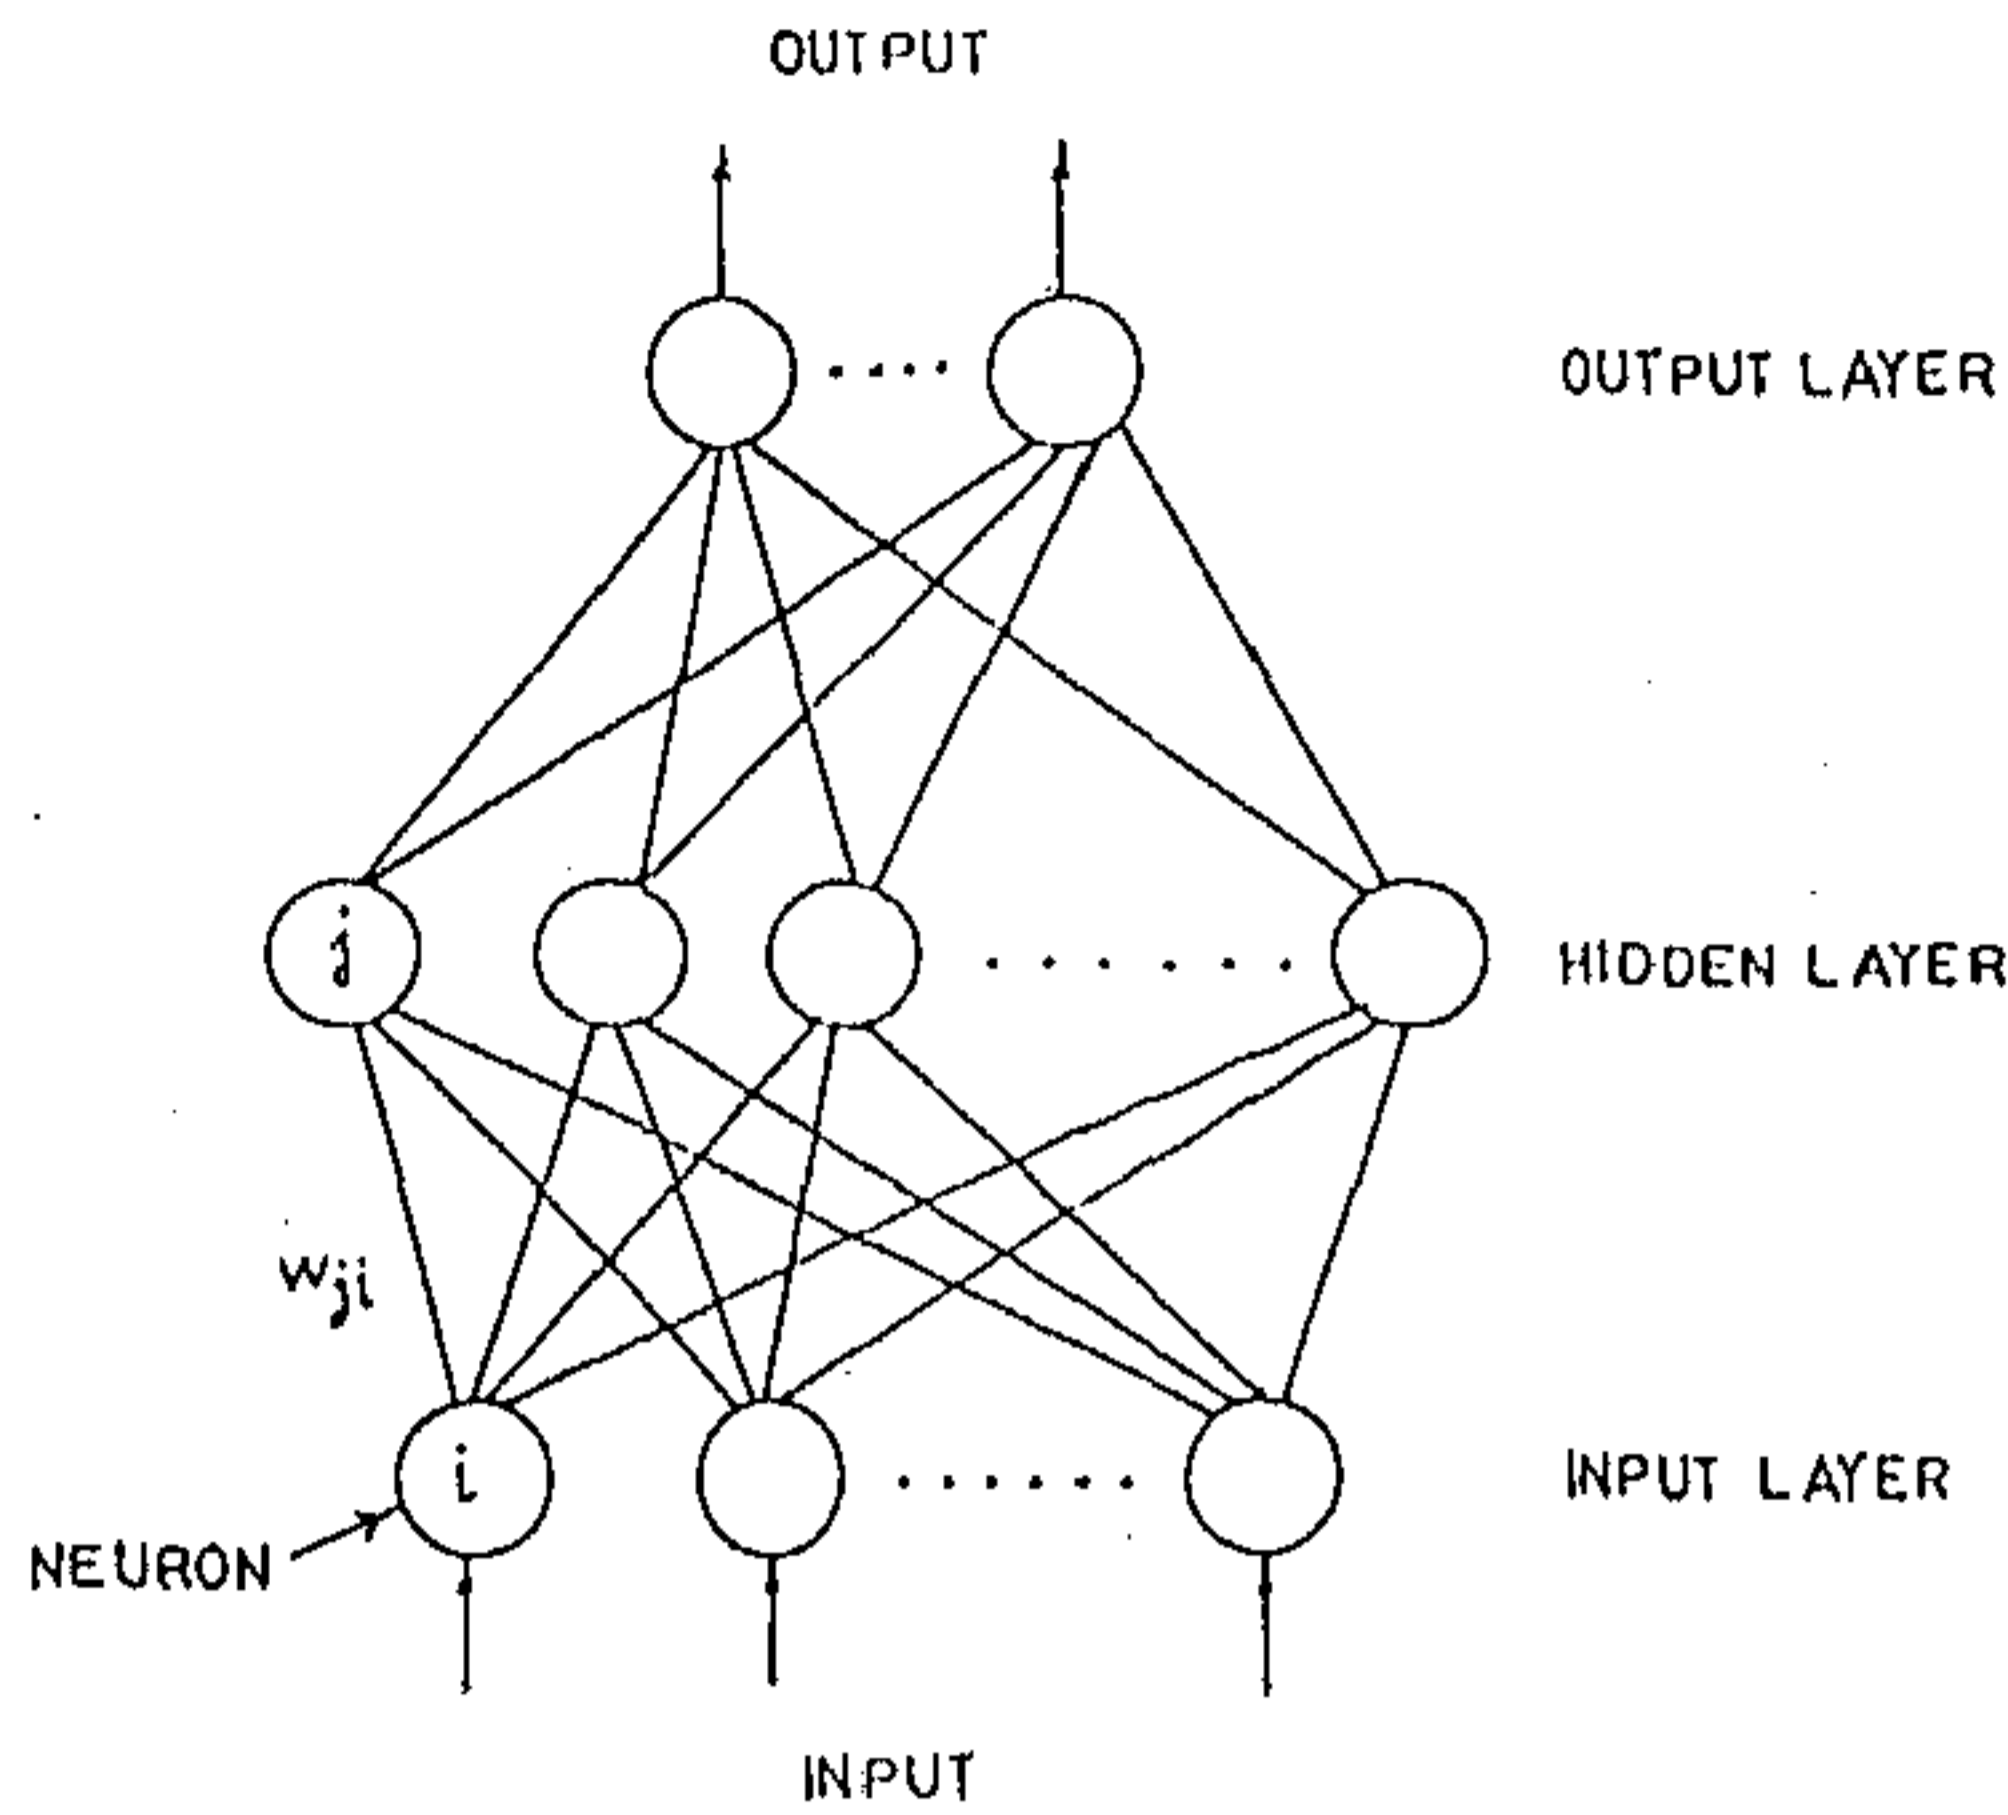 OUTPUT
OUTPUT LAYER
j
HIDDEN LAYER
wji
i
INPUT LAYER
NEURON
INPUT